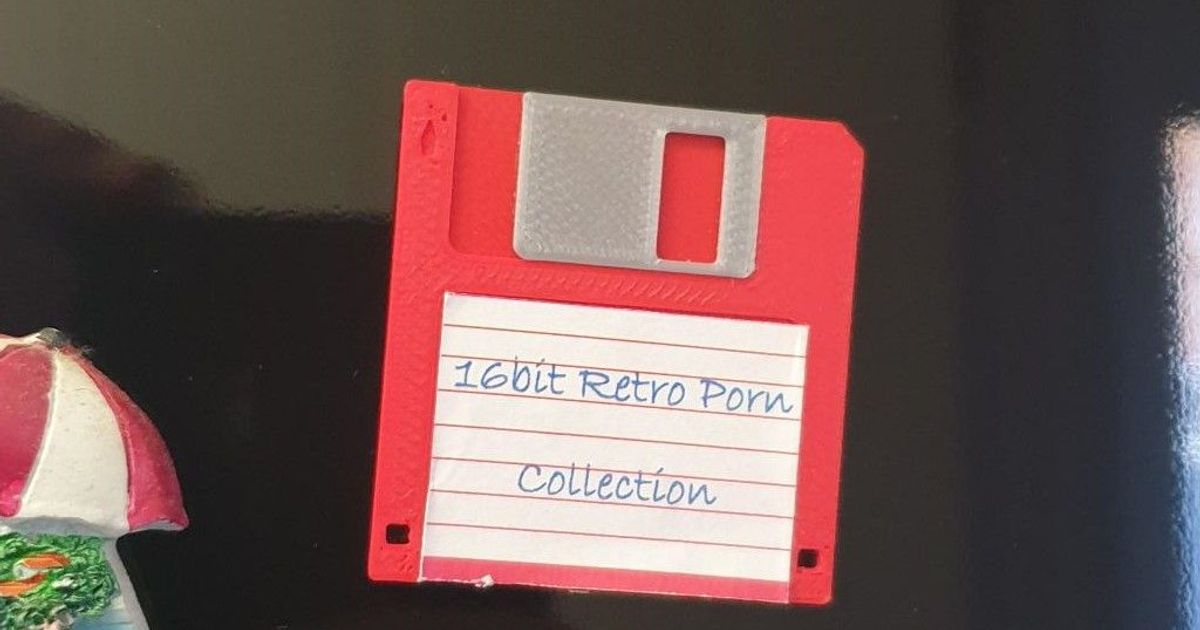 16bit Retro Porn
Collection